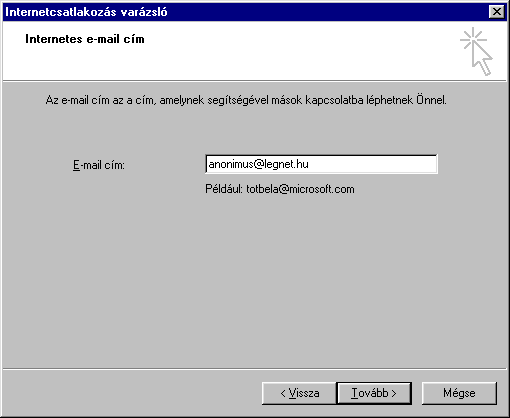 Internetcsatlakozás varázsló
Internetes e-mail cím
Az e-mail cím az a cím, amelynek segítségével mások kapcsolatba léphetnek Önnel.
E-mail cím:
anonimus@legnet.hu
Például: totbela@microsoft.com
< Vissza
Tovább >
Mégse